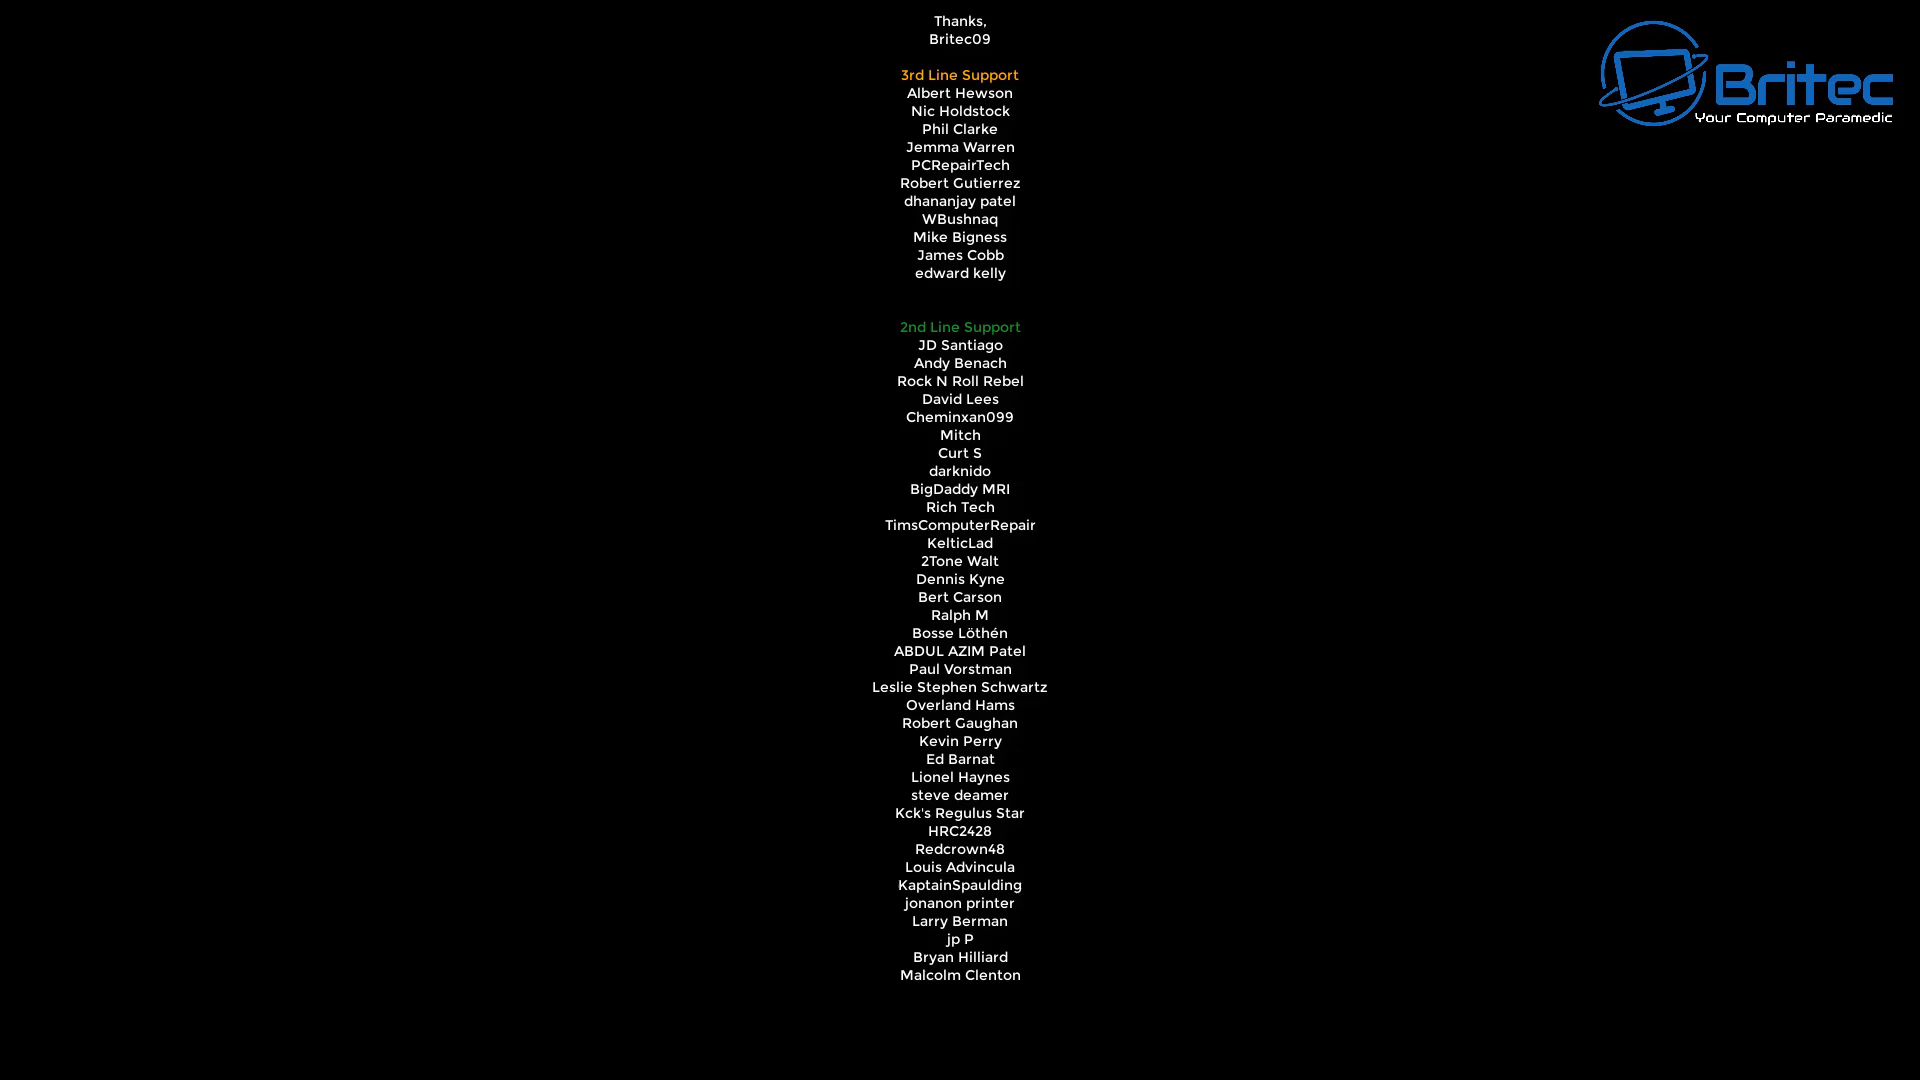 Thanks,
Britec09
3rd Line Support
Albert Hewson
Nic Holdstock
Phil Clarke
Jemma Warren
PCRepairTech
Robert Gutierrez
dhananjay patel
WBushnaq
Mike Bigness
James Cobb
edward kelly
2nd Line Support
JD Santiago
Andy Benach
Rock N Roll Rebel
David Lees
Cheminxan099
Mitch
Curt S
darknido
BigDaddy MRI
Rich Tech
TimsComputerRepair
KelticLad
2Tone Walt
Dennis Kyne
Bert Carson
Ralph M
Bosse Löthén
ABDUL AZIM Patel
Paul Vorstman
Leslie Stephen Schwartz
Overland Hams
Robert Gaughan
Kevin Perry
Ed Barnat
Lionel Haynes
steve deamer
Kck's Regulus Star
HRC2428
Redcrown48
Louis Advincula
KaptainSpaulding
jonanon printer
Larry Berman
jp P
Bryan Hilliard
Malcolm Clenton
Britec
Your Computer Paramedic